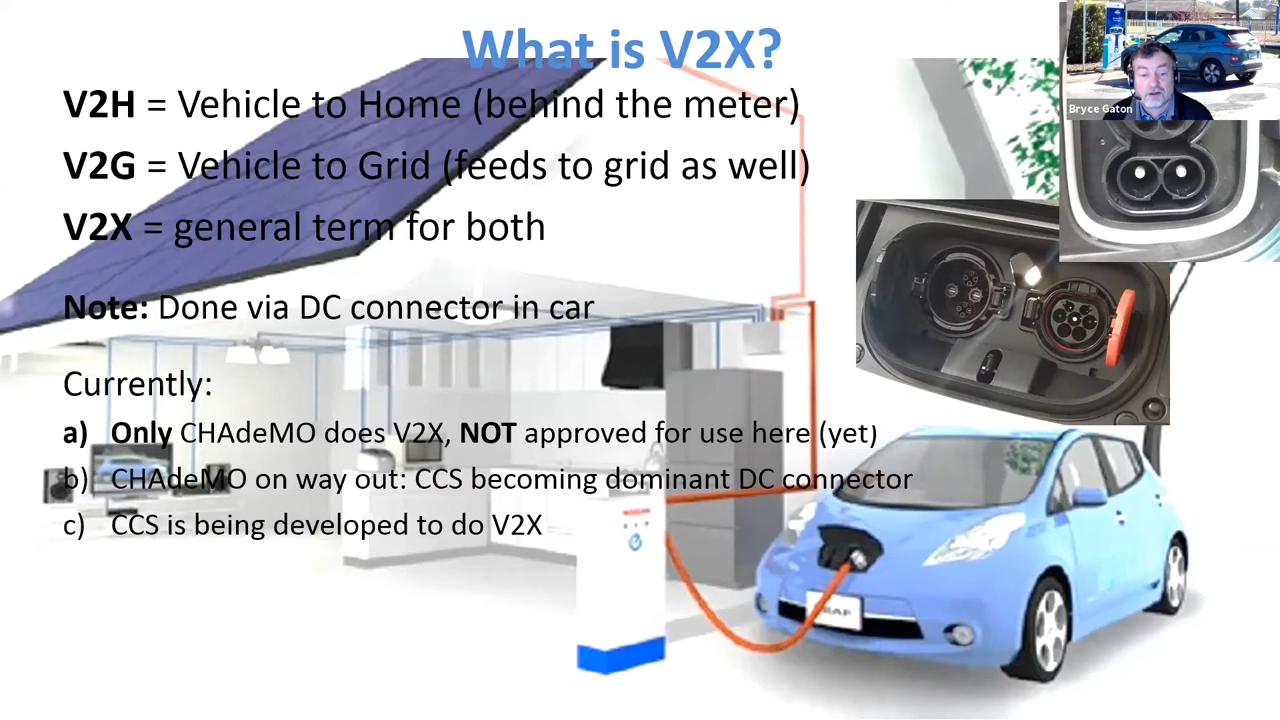 What is V2X?
V2H = Vehicle to Home (behind the meter)
Bryce Gaton
V2G = Vehicle to Grid (feeds to grid as well)
V2X = general term for both
Note: Done via DC connector in car
Currently:
a) Only CHAdeMO does V2X, NOT approved for use here (yet)
b) CHAdeMO on way out: CCS becoming dominant DC connector
c) CCS is being developed to do V2X
NISSAN